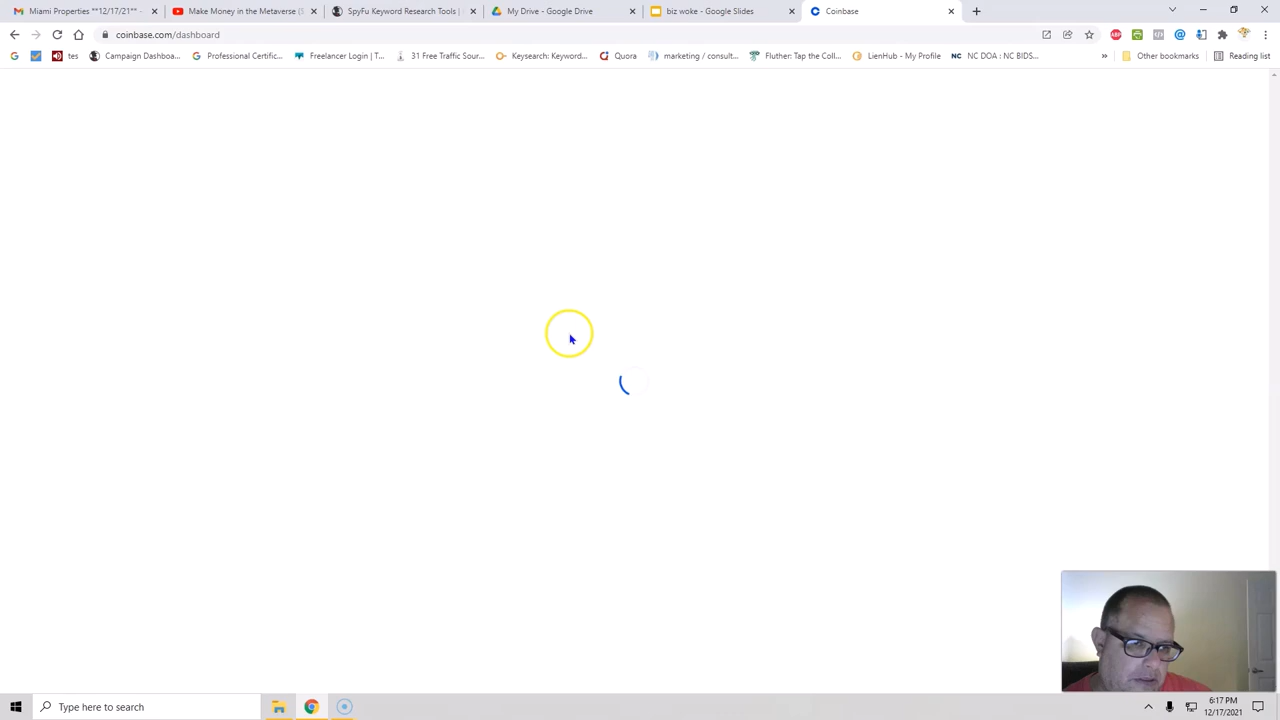 Miami Properties **12/17/21** -
Make Money in the Metaverse (S
SpyFu Keyword Research Tools |
My Drive - Google Drive
biz woke - Google Slides
Coinbase
coinbase.com/dashboard
tes
Campaign Dashboa...
Professional Certific...
Freelancer Login | T...
31 Free Traffic Sour...
Keysearch: Keyword...
Quora
marketing / consult...
Fluther: Tap the Coll...
LienHub - My Profile
NC DOA : NC BIDS...
»
Other bookmarks
Reading list
Type here to search
6:17 PM
12/17/2021